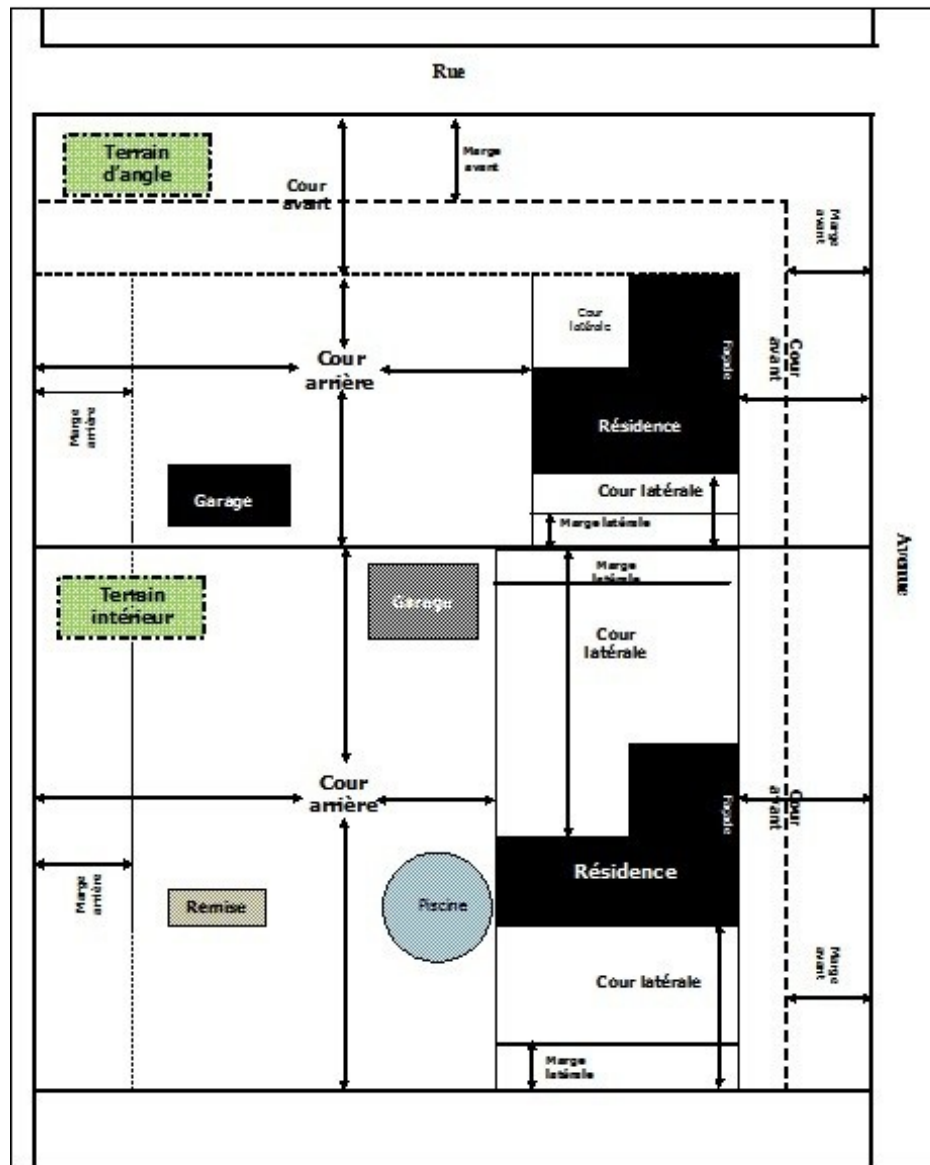 Rue
Terrain
d'angle
Cour
avant
Marge
avant
Marge
avant
Cour
latérale
Cour
arrière
Façade
Cour
avant
Marge
arrière
Résidence
Garage
Cour latérale
Marge latérale
Avenue
Terrain
intérieur
Garage
Marge
latérale
Cour
latérale
Cour
arrière
Façade
Cour
avant
Marge
arrière
Résidence
Remise
Piscine
Cour latérale
Marge
avant
Marge
latérale